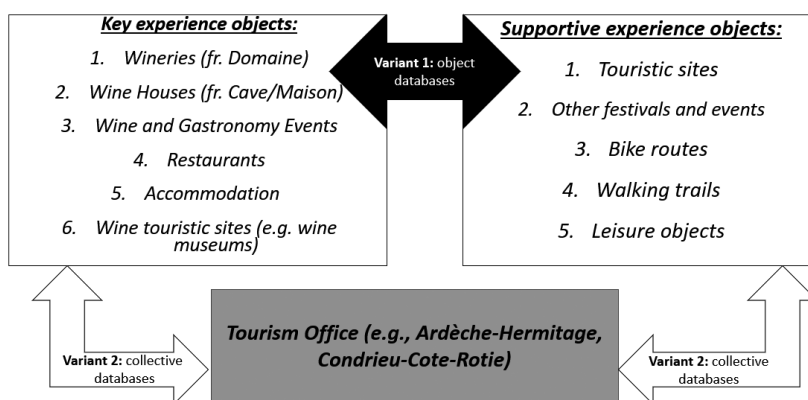 Key experience objects:
1. Wineries (fr. Domaine)
2. Wine Houses (fr. Cave/Maison)
3. Wine and Gastronomy Events
4. Restaurants
5. Accommodation
6. Wine touristic sites (e.g. wine
museums)
Variant 1: object
databases
Supportive experience objects:
1. Touristic sites
2. Other festivals and events
3. Bike routes
4. Walking trails
5. Leisure objects
Variant 2: collective
databases
Tourism Office (e.g., Ardèche-Hermitage,
Condrieu-Cote-Rotie)
Variant 2: collective
databases